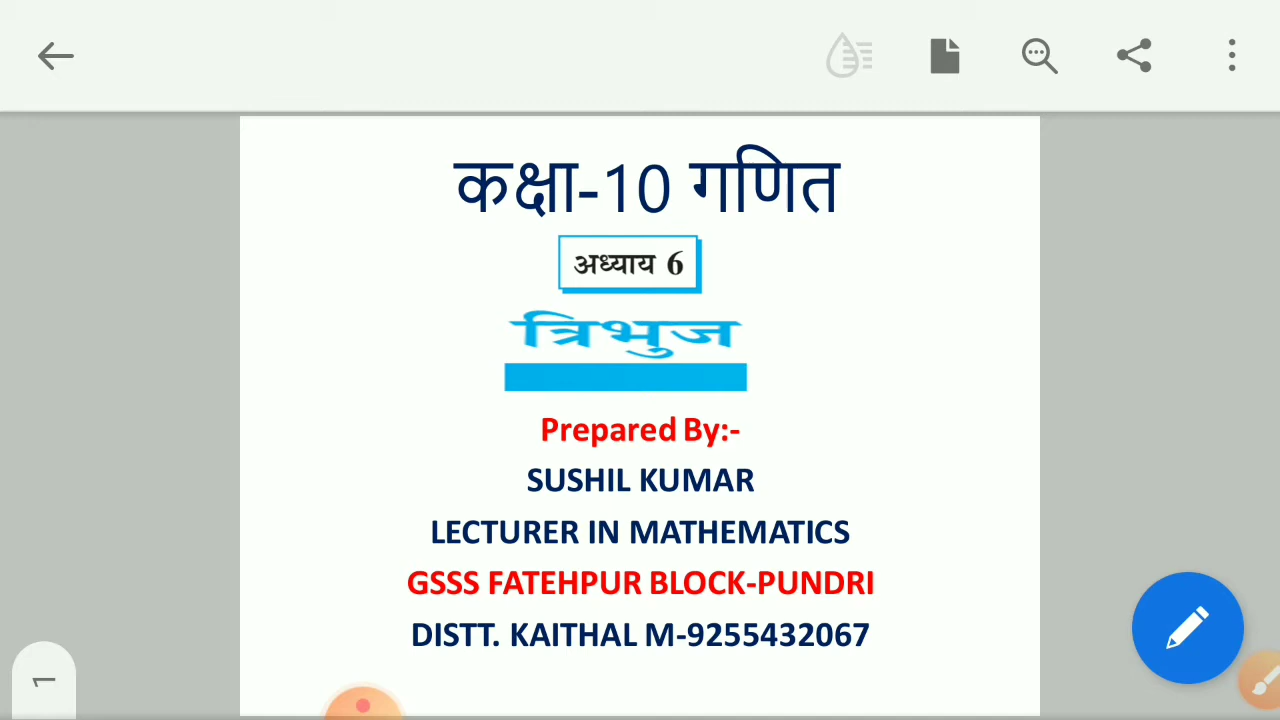 कक्षा-10 गणित
अध्याय 6
त्रिभुज
Prepared By:-
SUSHIL KUMAR
LECTURER IN MATHEMATICS
GSSS FATEHPUR BLOCK-PUNDRI
DISTT. KAITHAL M-9255432067
1